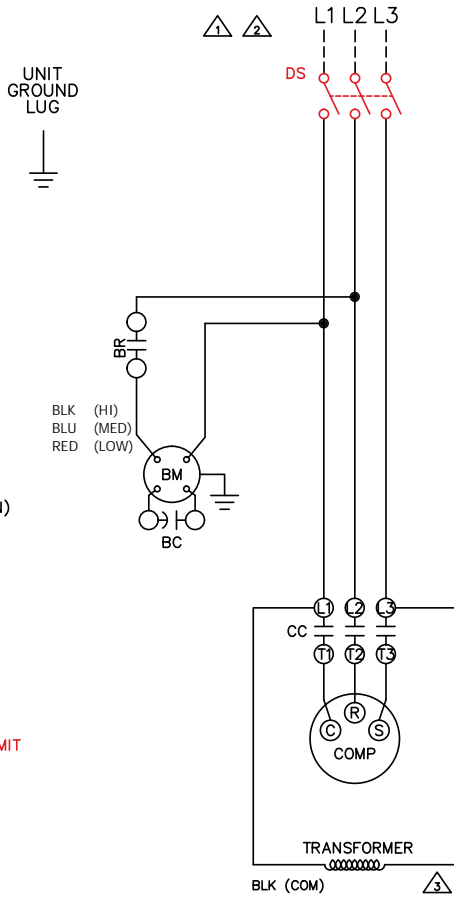 1 2
L1 L2 L3
DS
UNIT
GROUND
LUG
BR
BLK (HI)
BLU (MED)
RED (LOW)
BM
BC
L1 L2 L3
CC
T1 T2 T3
R
C S
COMP
TRANSFORMER
BLK (COM)
3